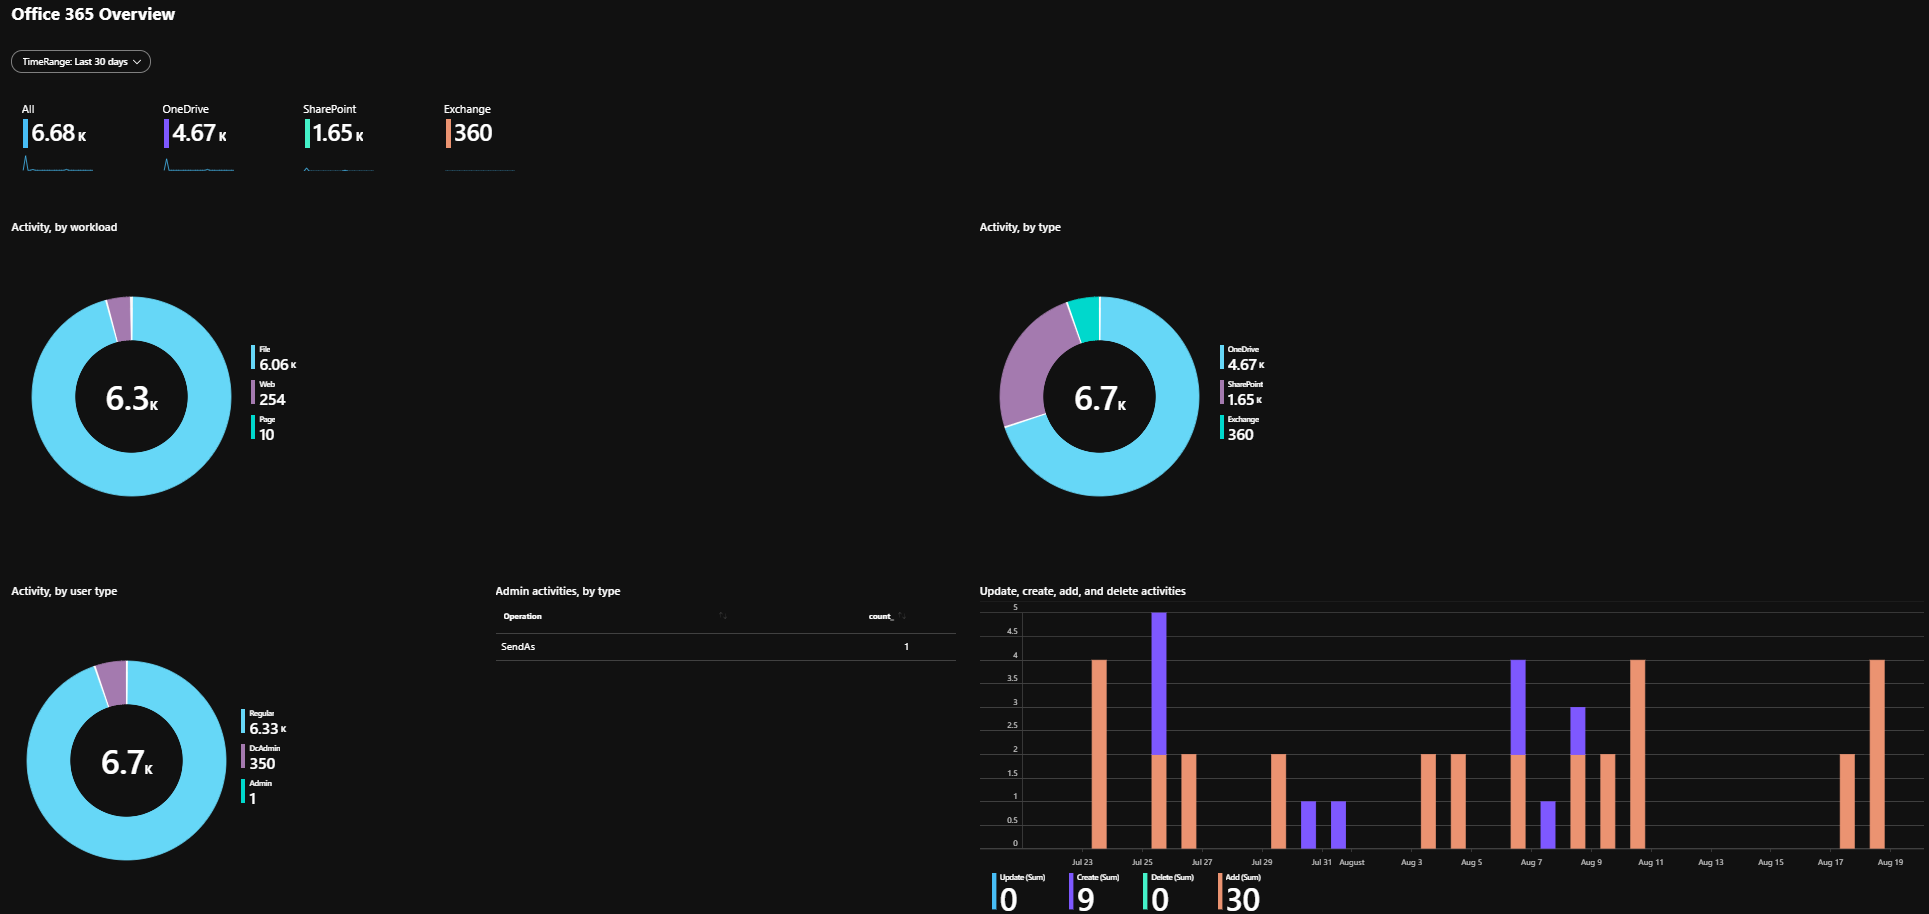 Office 365 Overview
TimeRange: Last 30 days
All
6.68 K
OneDrive
4.67 K
SharePoint
1.65 K
Exchange
360
Activity, by workload
6.3 K
File
6.06 K
Web
254
Page
10
Activity, by type
6.7 K
OneDrive
4.67 K
SharePoint
1.65 K
Exchange
360
Activity, by user type
6.7 K
Regular
6.33 K
DcAdmin
350
Admin
1
Admin activities, by type
Operation count_
SendAs 1
Update, create, add, and delete activities
5
4.5
4
3.5
3
2.5
2
1.5
1
0.5
0
Jul 23 Jul 25 Jul 27 Jul 29 Jul 31 August Aug 3 Aug 5 Aug 7 Aug 9 Aug 11 Aug 13 Aug 15 Aug 17 Aug 19
Update (Sum)
0
Create (Sum)
9
Delete (Sum)
0
Add (Sum)
30